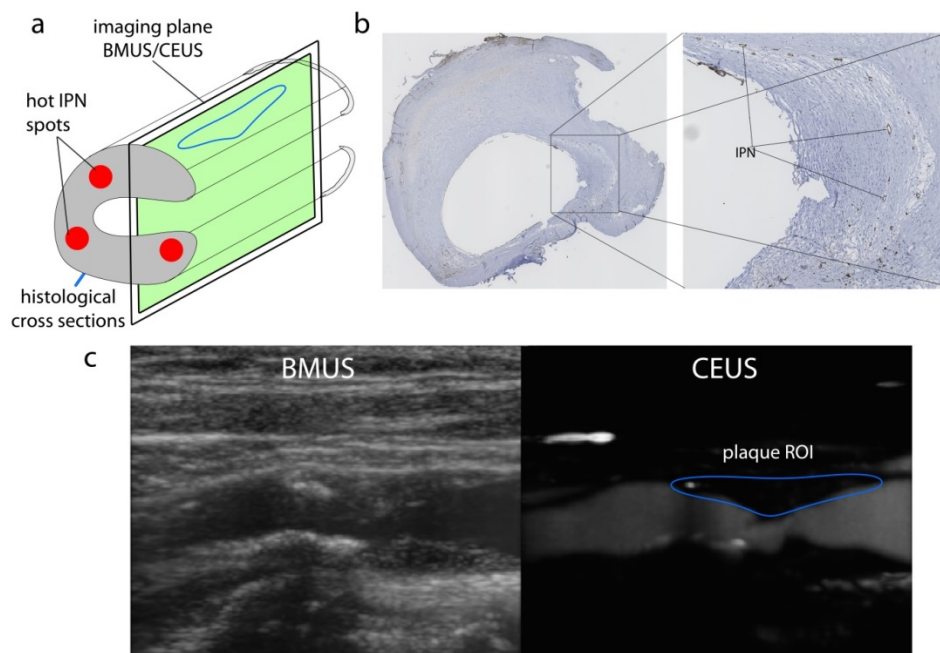 a
imaging plane
BMUS/CEUS
hot IPN
spots
histological
cross sections
b
IPN
c
BMUS
CEUS
plaque ROI